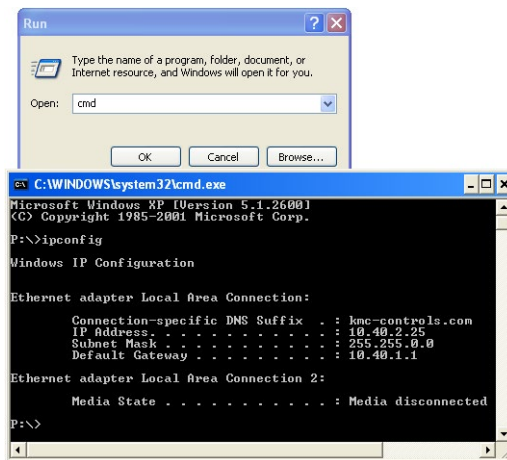 Run
Type the name of a program, folder, document, or
Internet resource, and Windows will open it for you.
Open: cmd
OK Cancel Browse...
C:\WINDOWS\system32\cmd.exe
Microsoft Windows XP [Version 5.1.2600]
(C) Copyright 1985-2001 Microsoft Corp.
P:\>ipconfig
Windows IP Configuration
Ethernet adapter Local Area Connection:
Connection-specific DNS Suffix . : kmc-controls.com
IP Address. . . . . . . . . . . . : 10.40.2.25
Subnet Mask . . . . . . . . . . . : 255.255.0.0
Default Gateway . . . . . . . . . : 10.40.1.1
Ethernet adapter Local Area Connection 2:
Media State . . . . . . . . . . . : Media disconnected
P:\>